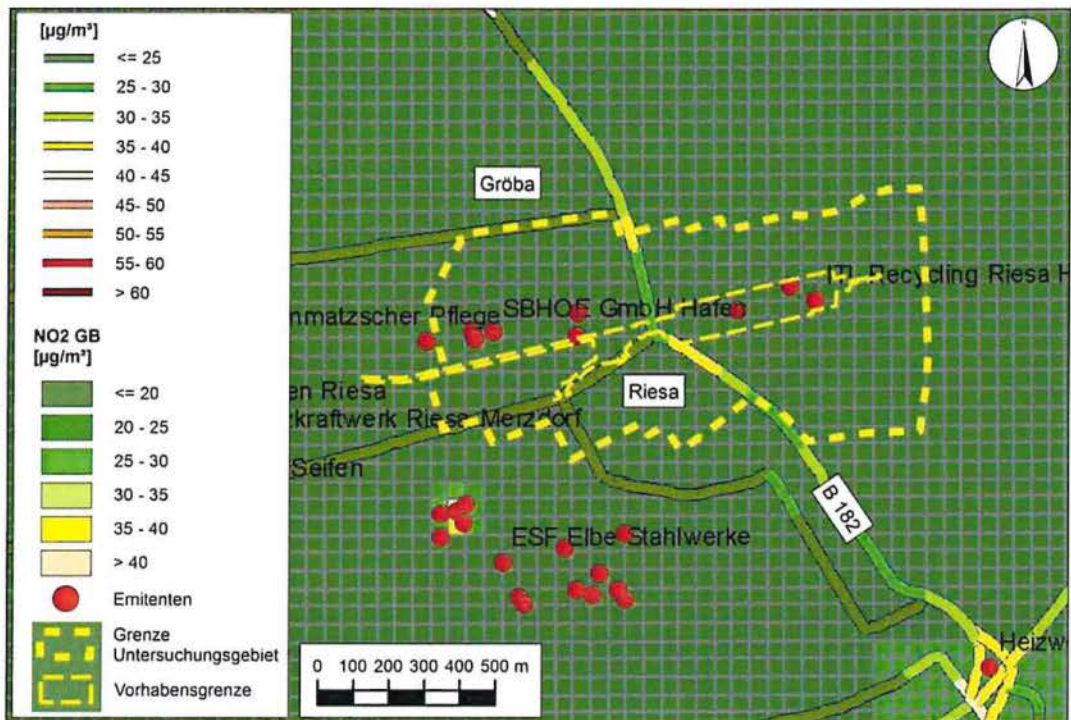 [µg/m³]
<= 25
25 - 30
30 - 35
35 - 40
40 - 45
45- 50
50- 55
55- 60
> 60
NO2 GB
[µg/m³]
<= 20
20 - 25
25 - 30
30 - 35
35 - 40
> 40
Emitenten
Grenze
Untersuchungsgebiet
Vorhabensgrenze
Gröba
Recycling Riesa H
nmatzscher Pflege
SBHOF GmbH Hafen
en Riesa
Riesa
zkraftwerk Riesa Merzdorf
Seifen
B 182
ESF Elbe Stahlwerke
Heizw
0 100 200 300 400 500 m